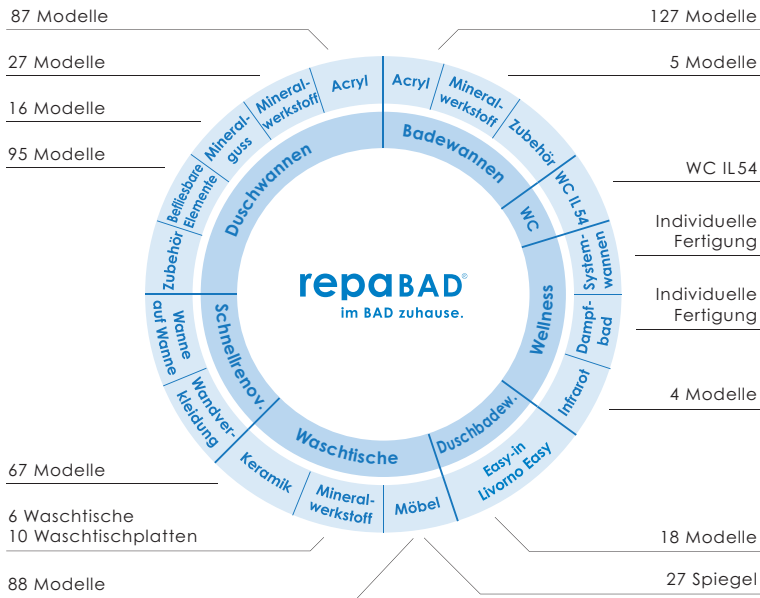 87 Modelle
127 Modelle
27 Modelle
5 Modelle
16 Modelle
95 Modelle
WC IL54
Individuelle
Fertigung
Individuelle
Fertigung
4 Modelle
67 Modelle
6 Waschtische
10 Waschtischplatten
18 Modelle
88 Modelle
27 Spiegel
Acryl
Mineral-
werkstoff
Zubehör
WC IL54
System-
wannen
Dampf-
bad
Infrarot
Easy-in
Livorno Easy
Möbel
Mineral-
werkstoff
Keramik
Wandver-
kleidung
Wanne
auf Wanne
Zubehör
Befliesbare
Elemente
Mineral-
guss
Mineral-
werkstoff
Acryl
Badewannen
WC
Wellness
Duschbadew.
Waschtische
Schnellrenov.
Duschwannen
repaBAD®
im BAD zuhause.